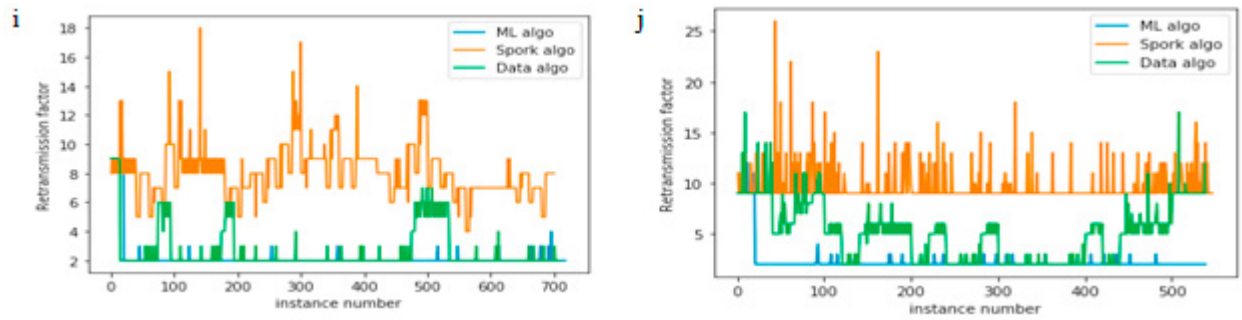 i
ML algo
Spork algo
Data algo
Retransmission factor
18
16
14
12
10
8
6
4
2
0 100 200 300 400 500 600 700
instance number
j
ML algo
Spork algo
Data algo
Retransmission factor
25
20
15
10
5
0 100 200 300 400 500
instance number